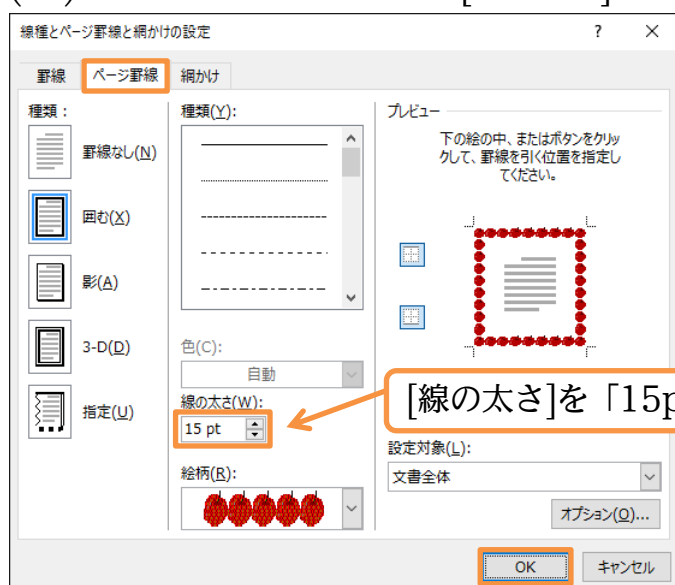 線種とページ罫線と網かけの設定
?
罫線
ページ罫線
網かけ
種類：
罫線なし(N)
囲む(X)
影(A)
3-D(D)
指定(U)
種類(Y):
色(C):
自動
線の太さ(W):
15 pt
絵柄(R):
プレビュー
下の絵の中、またはボタンをクリッ
クして、罫線を引く位置を指定し
てください。
[線の太さ]を「15p
設定対象(L):
文書全体
オプション(O)...
OK
キャンセル